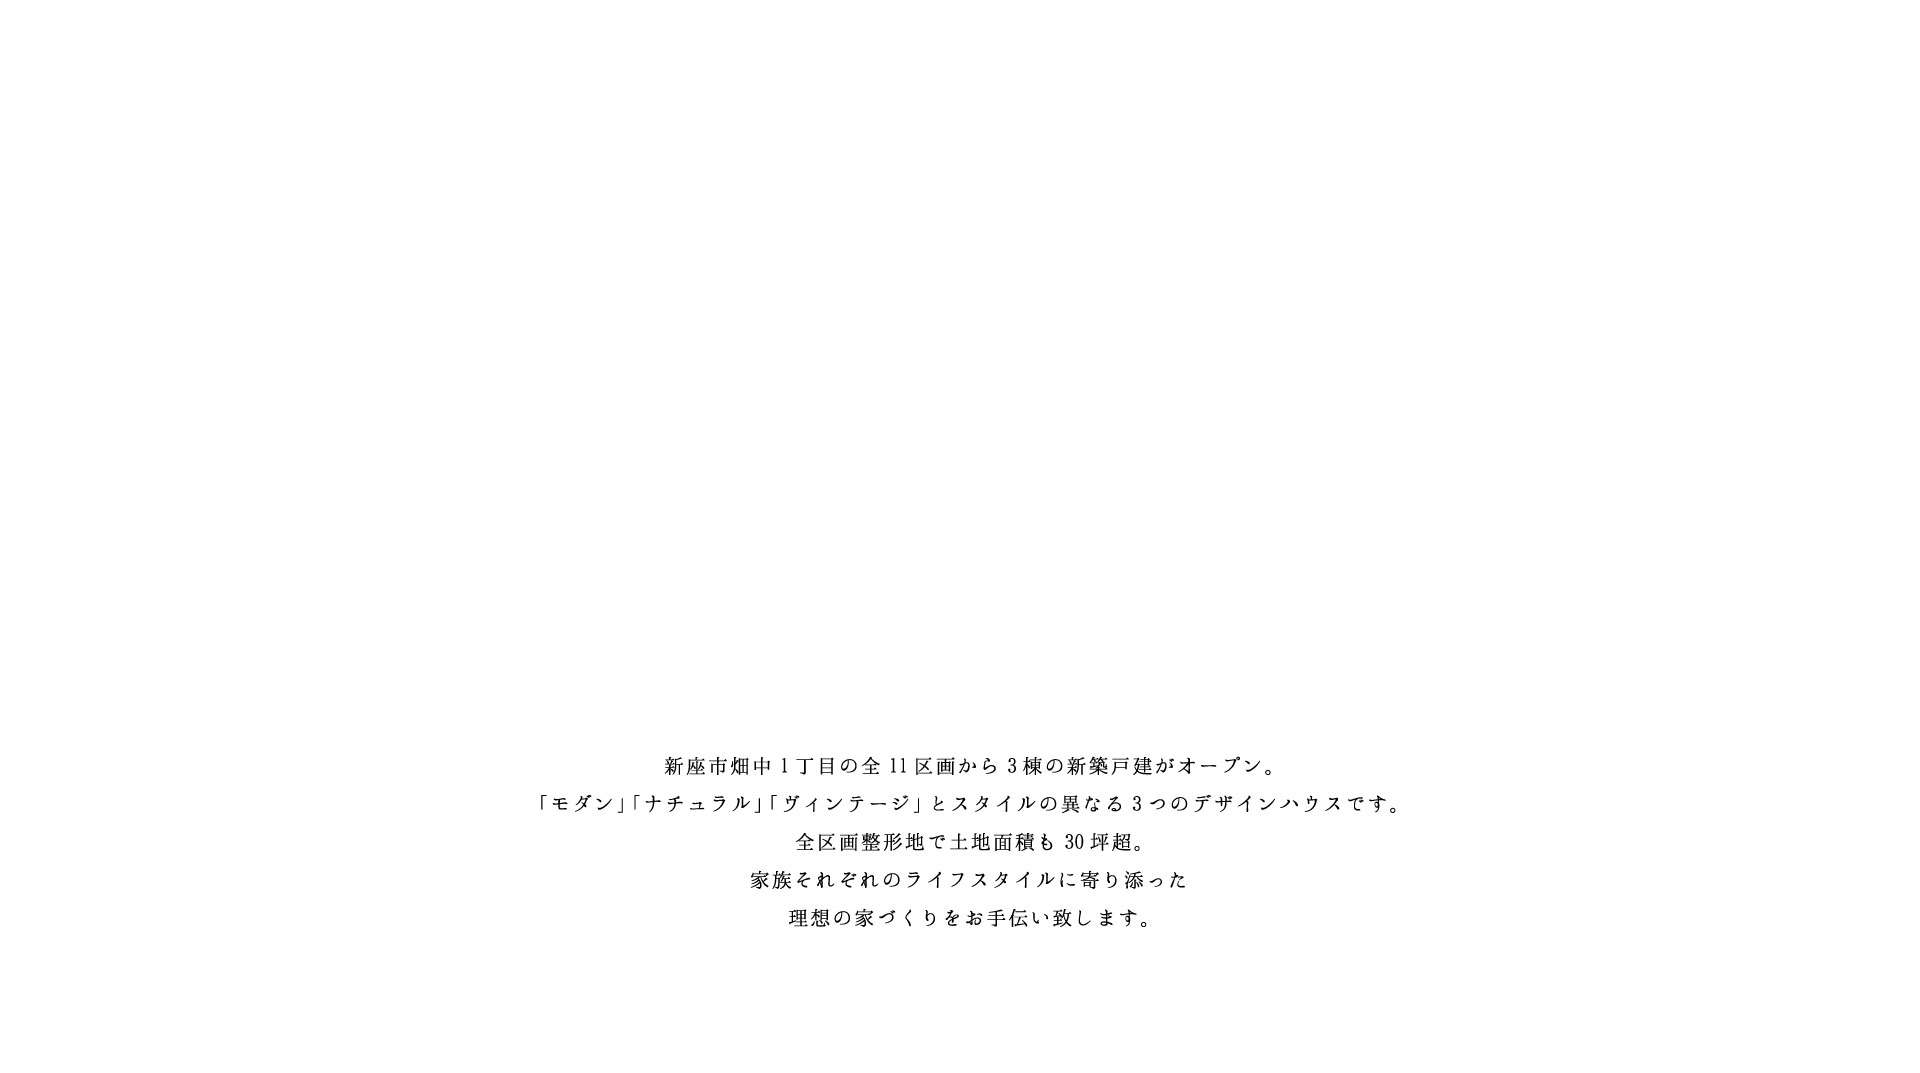 新座市畑中1丁目の全11区画から3棟の新築戸建がオープン。
「モダン」「ナチュラル」「ヴィンテージ」とスタイルの異なる3つのデザインハウスです。
全区画整形地で土地面積も30坪超。
家族それぞれのライフスタイルに寄り添った
理想の家づくりをお手伝い致します。